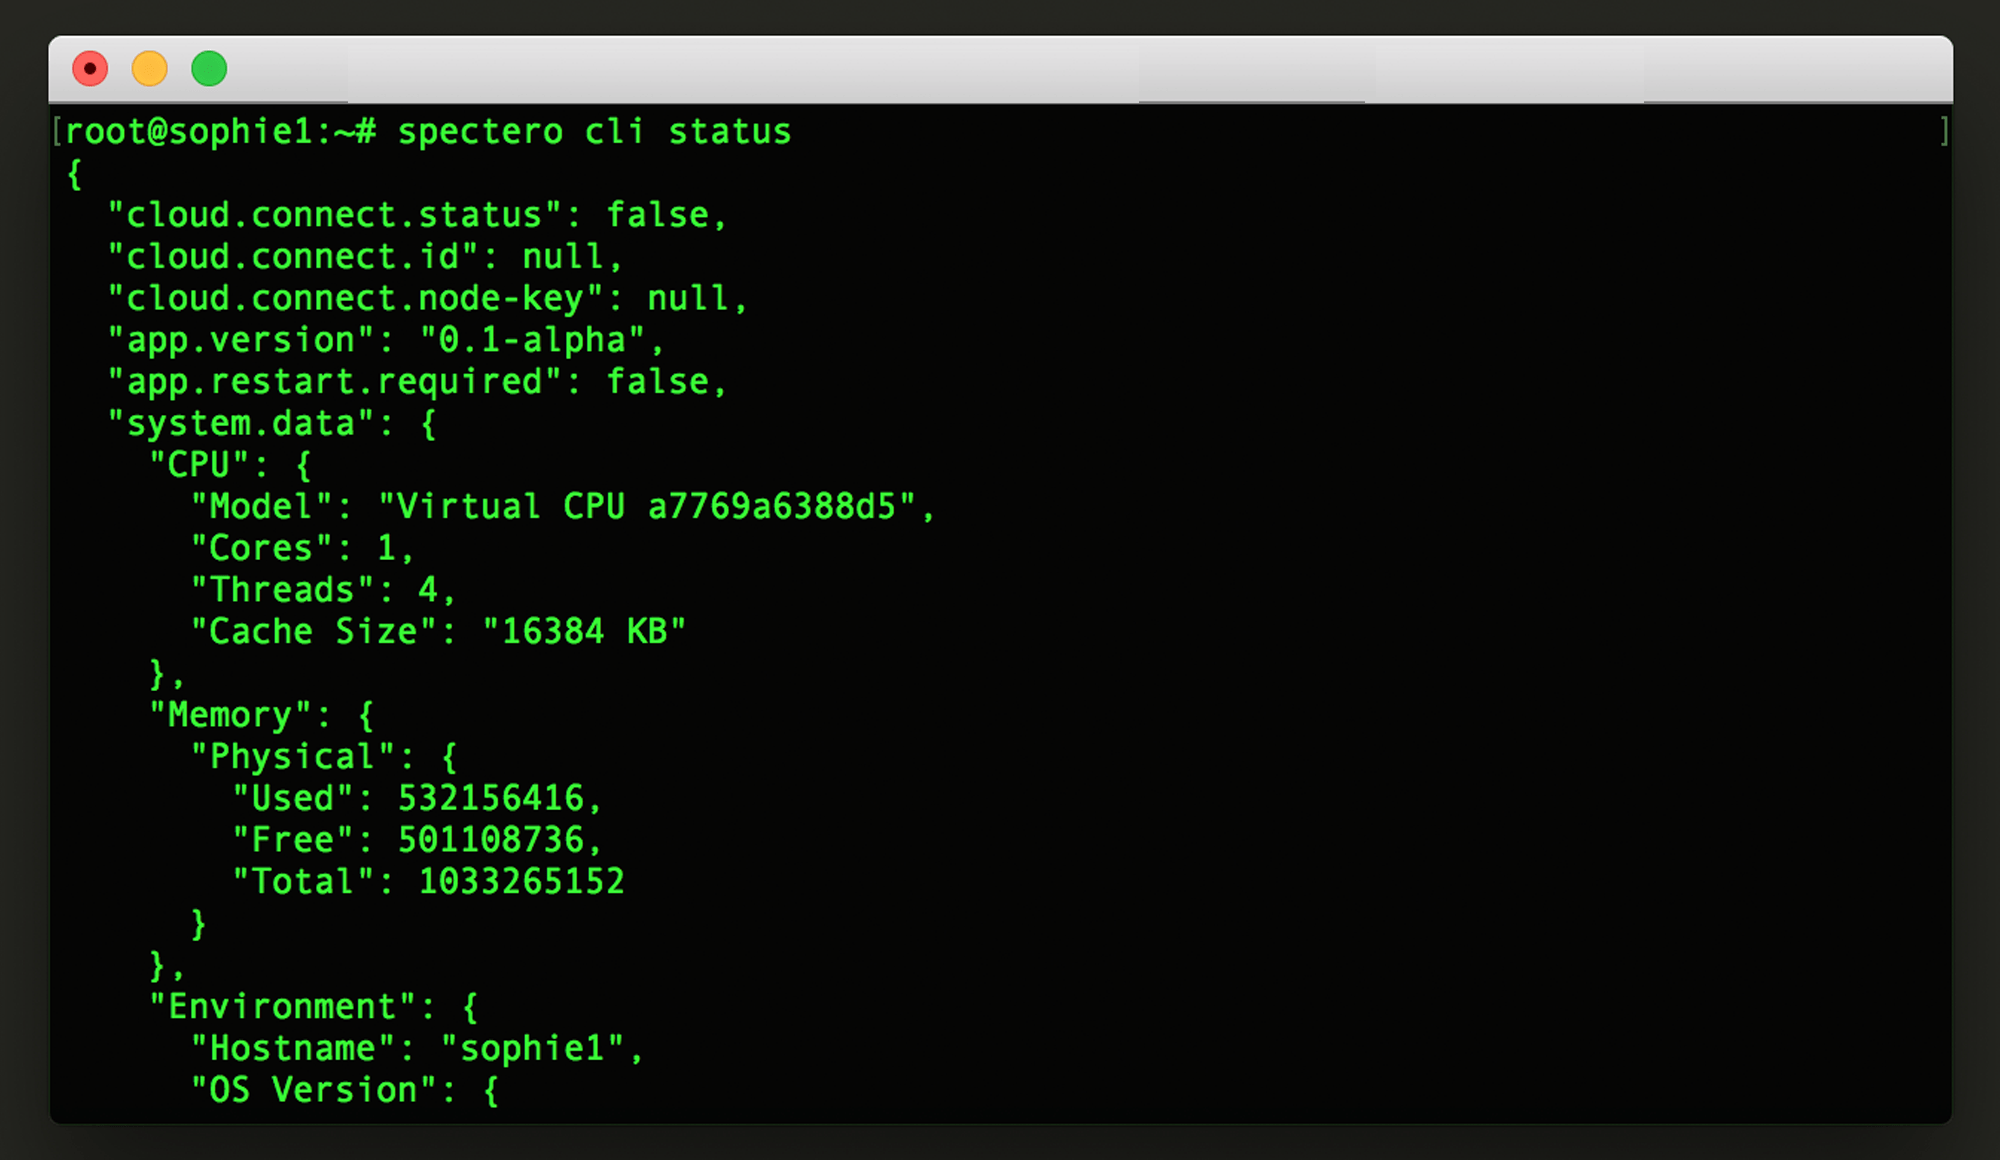 [root@sophie1:~# spectero cli status ]
{
  "cloud.connect.status": false,
  "cloud.connect.id": null,
  "cloud.connect.node-key": null,
  "app.version": "0.1-alpha",
  "app.restart.required": false,
  "system.data": {
    "CPU": {
      "Model": "Virtual CPU a7769a6388d5",
      "Cores": 1,
      "Threads": 4,
      "Cache Size": "16384 KB"
    },
    "Memory": {
      "Physical": {
        "Used": 532156416,
        "Free": 501108736,
        "Total": 1033265152
      }
    },
    "Environment": {
      "Hostname": "sophie1",
      "OS Version": {